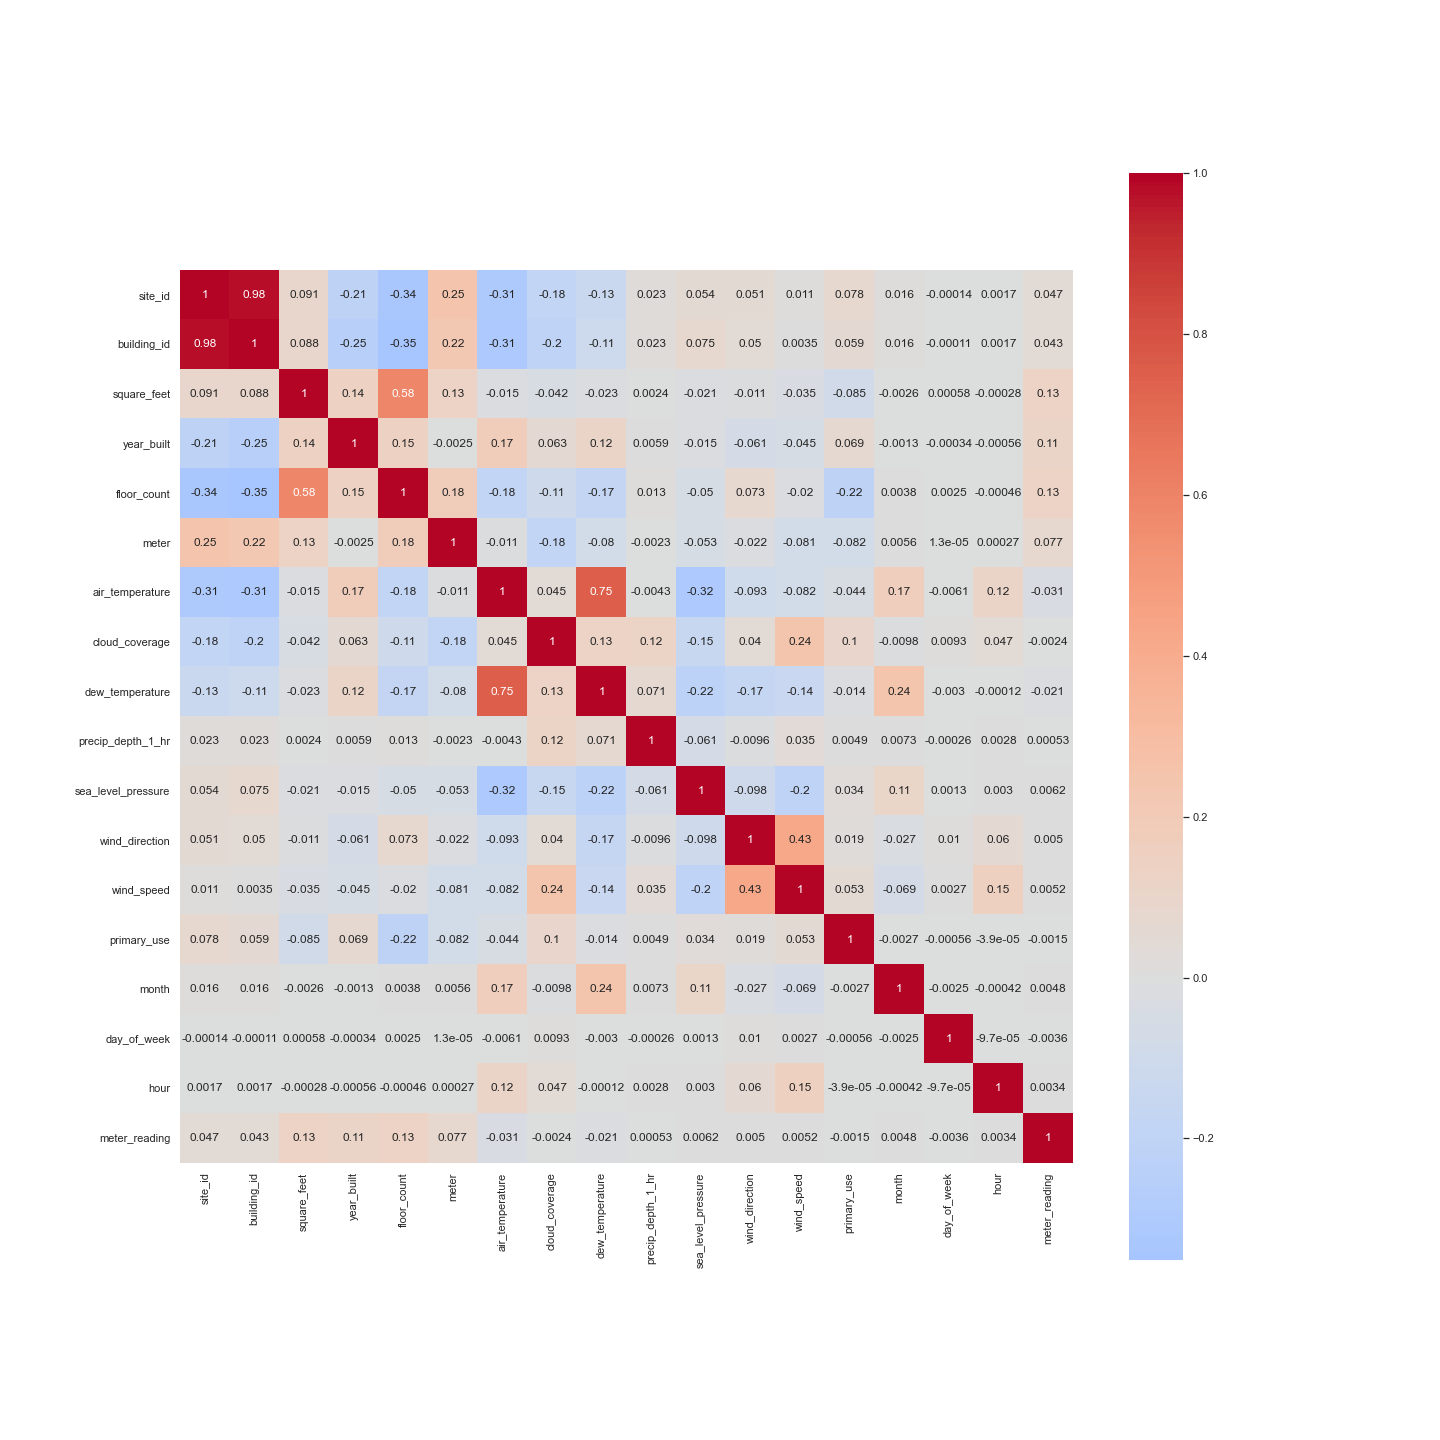 1.0
site_id 1 0.98 0.091 -0.21 -0.34 0.25 -0.31 -0.18 -0.13 0.023 0.054 0.051 0.011 0.078 0.016 -0.00014 0.0017 0.047
building_id 0.98 1 0.088 -0.25 -0.35 0.22 -0.31 -0.2 -0.11 0.023 0.075 0.05 0.0035 0.059 0.016 -0.00011 0.0017 0.043
0.8
square_feet 0.091 0.088 1 0.14 0.58 0.13 -0.015 -0.042 -0.023 0.0024 -0.021 -0.011 -0.035 -0.085 -0.0026 0.00058 -0.00028 0.13
year_built -0.21 -0.25 0.14 1 0.15 -0.0025 0.17 0.063 0.12 0.0059 -0.015 -0.061 -0.045 0.069 -0.0013 -0.00034 -0.00056 0.11
floor_count -0.34 -0.35 0.58 0.15 1 0.18 -0.18 -0.11 -0.17 0.013 -0.05 0.073 -0.02 -0.22 0.0038 0.0025 -0.00046 0.13
0.6
meter 0.25 0.22 0.13 -0.0025 0.18 1 -0.011 -0.18 -0.08 -0.0023 -0.053 -0.022 -0.081 -0.082 0.0056 1.3e-05 0.00027 0.077
air_temperature -0.31 -0.31 -0.015 0.17 -0.18 -0.011 1 0.045 0.75 -0.0043 -0.32 -0.093 -0.082 -0.044 0.17 -0.0061 0.12 -0.031
cloud_coverage -0.18 -0.2 -0.042 0.063 -0.11 -0.18 0.045 1 0.13 0.12 -0.15 0.04 0.24 0.1 -0.0098 0.0093 0.047 -0.0024
0.4
dew_temperature -0.13 -0.11 -0.023 0.12 -0.17 -0.08 0.75 0.13 1 0.071 -0.22 -0.17 -0.14 -0.014 0.24 -0.003 -0.00012 -0.021
precip_depth_1_hr 0.023 0.023 0.0024 0.0059 0.013 -0.0023 -0.0043 0.12 0.071 1 -0.061 -0.0096 0.035 0.0049 0.0073 -0.00026 0.0028 0.00053
sea_level_pressure 0.054 0.075 -0.021 -0.015 -0.05 -0.053 -0.32 -0.15 -0.22 -0.061 1 -0.098 -0.2 0.034 0.11 0.0013 0.003 0.0062
0.2
wind_direction 0.051 0.05 -0.011 -0.061 0.073 -0.022 -0.093 0.04 -0.17 -0.0096 -0.098 1 0.43 0.019 -0.027 0.01 0.06 0.005
wind_speed 0.011 0.0035 -0.035 -0.045 -0.02 -0.081 -0.082 0.24 -0.14 0.035 -0.2 0.43 1 0.053 -0.069 0.0027 0.15 0.0052
primary_use 0.078 0.059 -0.085 0.069 -0.22 -0.082 -0.044 0.1 -0.014 0.0049 0.034 0.019 0.053 1 -0.0027 -0.00056 -3.9e-05 -0.0015
0.0
month 0.016 0.016 -0.0026 -0.0013 0.0038 0.0056 0.17 -0.0098 0.24 0.0073 0.11 -0.027 -0.069 -0.0027 1 -0.0025 -0.00042 0.0048
day_of_week -0.00014 -0.00011 0.00058 -0.00034 0.0025 1.3e-05 -0.0061 0.0093 -0.003 -0.00026 0.0013 0.01 0.0027 -0.00056 -0.0025 1 -9.7e-05 -0.0036
hour 0.0017 0.0017 -0.00028 -0.00056 -0.00046 0.00027 0.12 0.047 -0.00012 0.0028 0.003 0.06 0.15 -3.9e-05 -0.00042 -9.7e-05 1 0.0034
meter_reading 0.047 0.043 0.13 0.11 0.13 0.077 -0.031 -0.0024 -0.021 0.00053 0.0062 0.005 0.0052 -0.0015 0.0048 -0.0036 0.0034 1
−0.2
site_id building_id square_feet year_built floor_count meter air_temperature cloud_coverage dew_temperature precip_depth_1_hr sea_level_pressure wind_direction wind_speed primary_use month day_of_week hour meter_reading